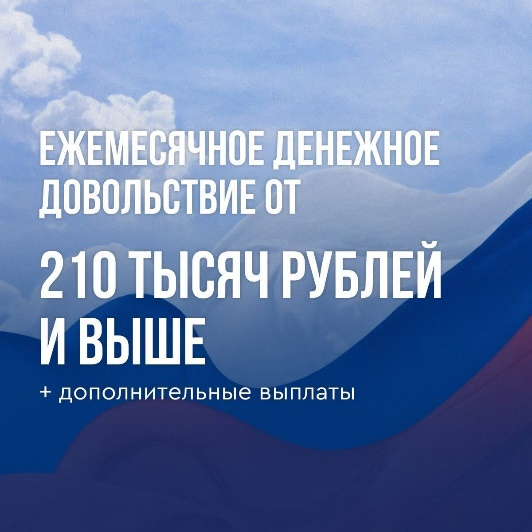 ЕЖЕМЕСЯЧНОЕ ДЕНЕЖНОЕ
ДОВОЛЬСТВИЕ ОТ
210 ТЫСЯЧ РУБЛЕЙ
И ВЫШЕ
+ дополнительные выплаты